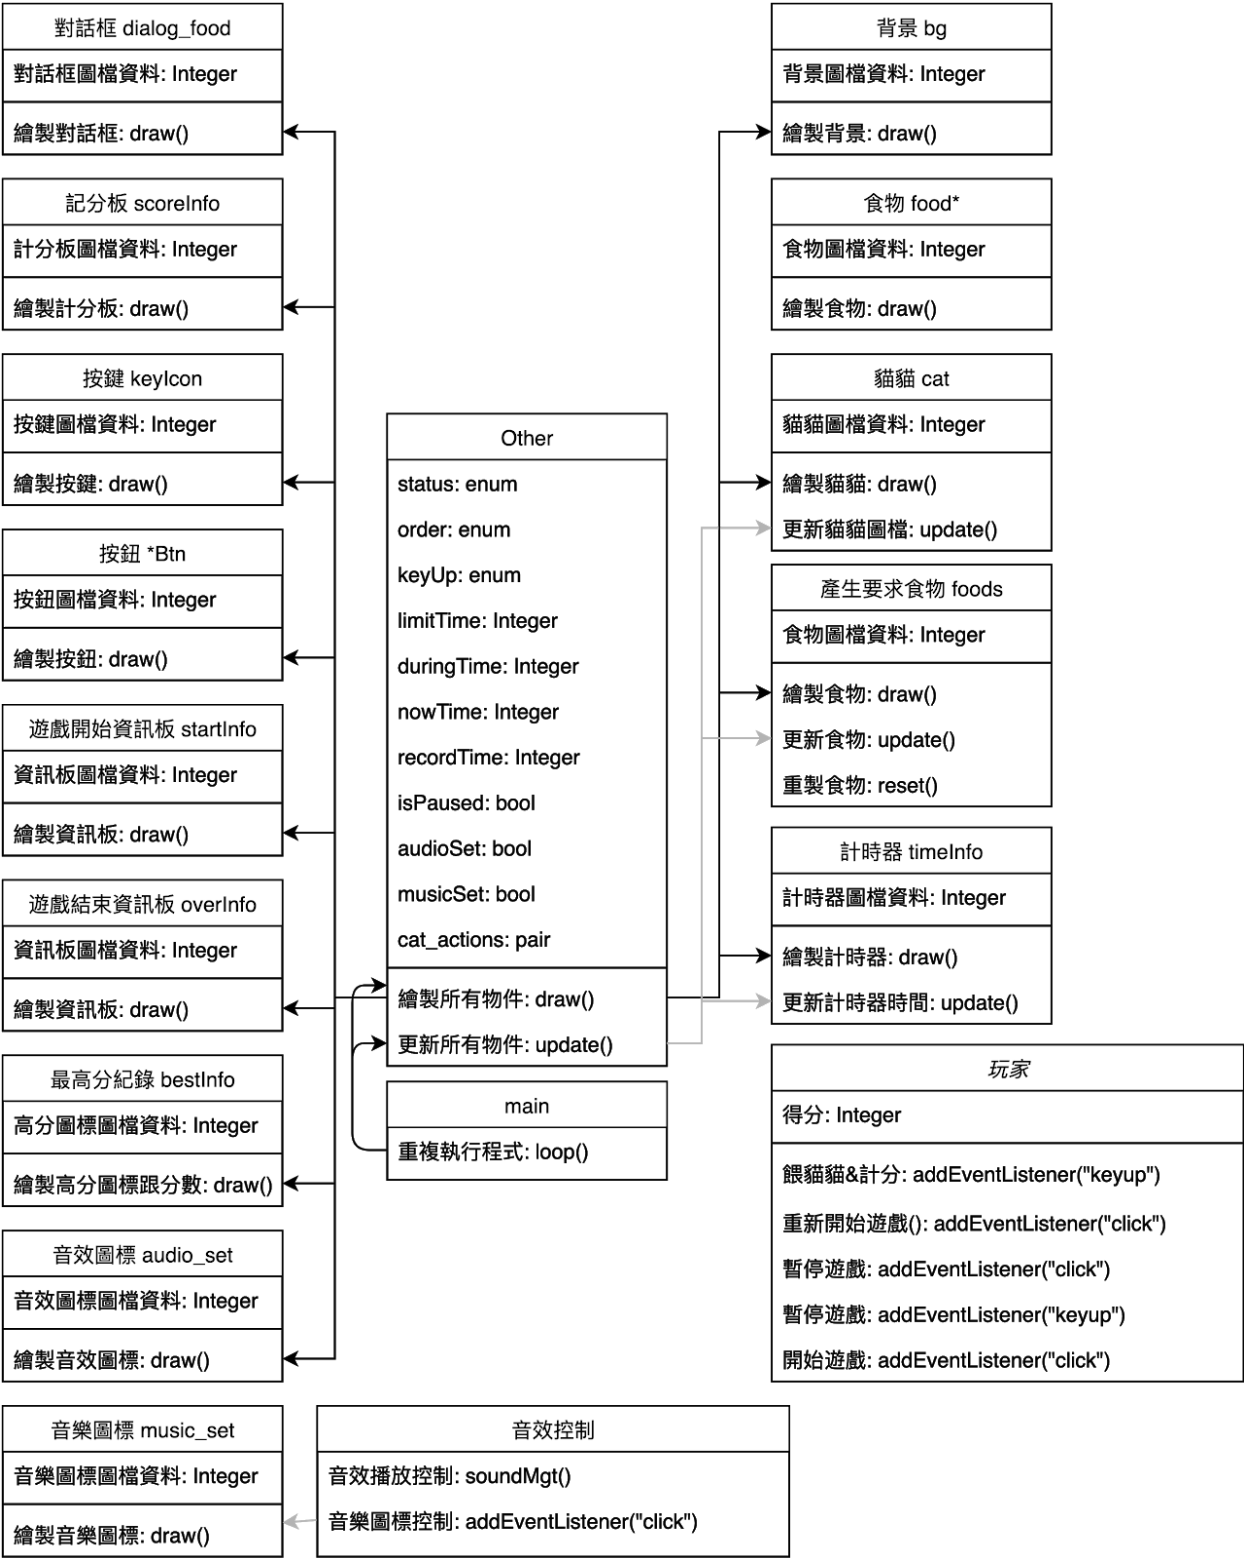 對話框 dialog_food
對話框圖檔資料: Integer
繪製對話框: draw()
記分板 scoreInfo
計分板圖檔資料: Integer
繪製計分板: draw()
按鍵 keyIcon
按鍵圖檔資料: Integer
繪製按鍵: draw()
按鈕 *Btn
按鈕圖檔資料: Integer
繪製按鈕: draw()
遊戲開始資訊板 startInfo
資訊板圖檔資料: Integer
繪製資訊板: draw()
遊戲結束資訊板 overInfo
資訊板圖檔資料: Integer
繪製資訊板: draw()
最高分紀錄 bestInfo
高分圖標圖檔資料: Integer
繪製高分圖標跟分數: draw()
音效圖標 audio_set
音效圖標圖檔資料: Integer
繪製音效圖標: draw()
音樂圖標 music_set
音樂圖標圖檔資料: Integer
繪製音樂圖標: draw()
Other
status: enum
order: enum
keyUp: enum
limitTime: Integer
duringTime: Integer
nowTime: Integer
recordTime: Integer
isPaused: bool
audioSet: bool
musicSet: bool
cat_actions: pair
繪製所有物件: draw()
更新所有物件: update()
main
重複執行程式: loop()
音效控制
音效播放控制: soundMgt()
音樂圖標控制: addEventListener("click")
背景 bg
背景圖檔資料: Integer
繪製背景: draw()
食物 food*
食物圖檔資料: Integer
繪製食物: draw()
貓貓 cat
貓貓圖檔資料: Integer
繪製貓貓: draw()
更新貓貓圖檔: update()
產生要求食物 foods
食物圖檔資料: Integer
繪製食物: draw()
更新食物: update()
重製食物: reset()
計時器 timeInfo
計時器圖檔資料: Integer
繪製計時器: draw()
更新計時器時間: update()
玩家
得分: Integer
餵貓貓&計分: addEventListener("keyup")
重新開始遊戲(): addEventListener("click")
暫停遊戲: addEventListener("click")
暫停遊戲: addEventListener("keyup")
開始遊戲: addEventListener("click")